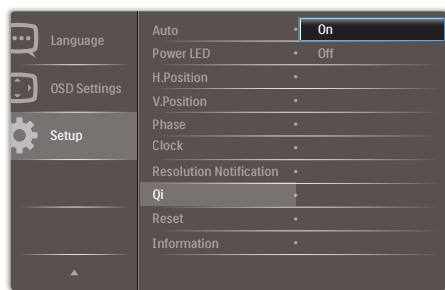 Language
OSD Settings
Setup
Auto
Power LED
H.Position
V.Position
Phase
Clock
Resolution Notification
Qi
Reset
Information
On
Off